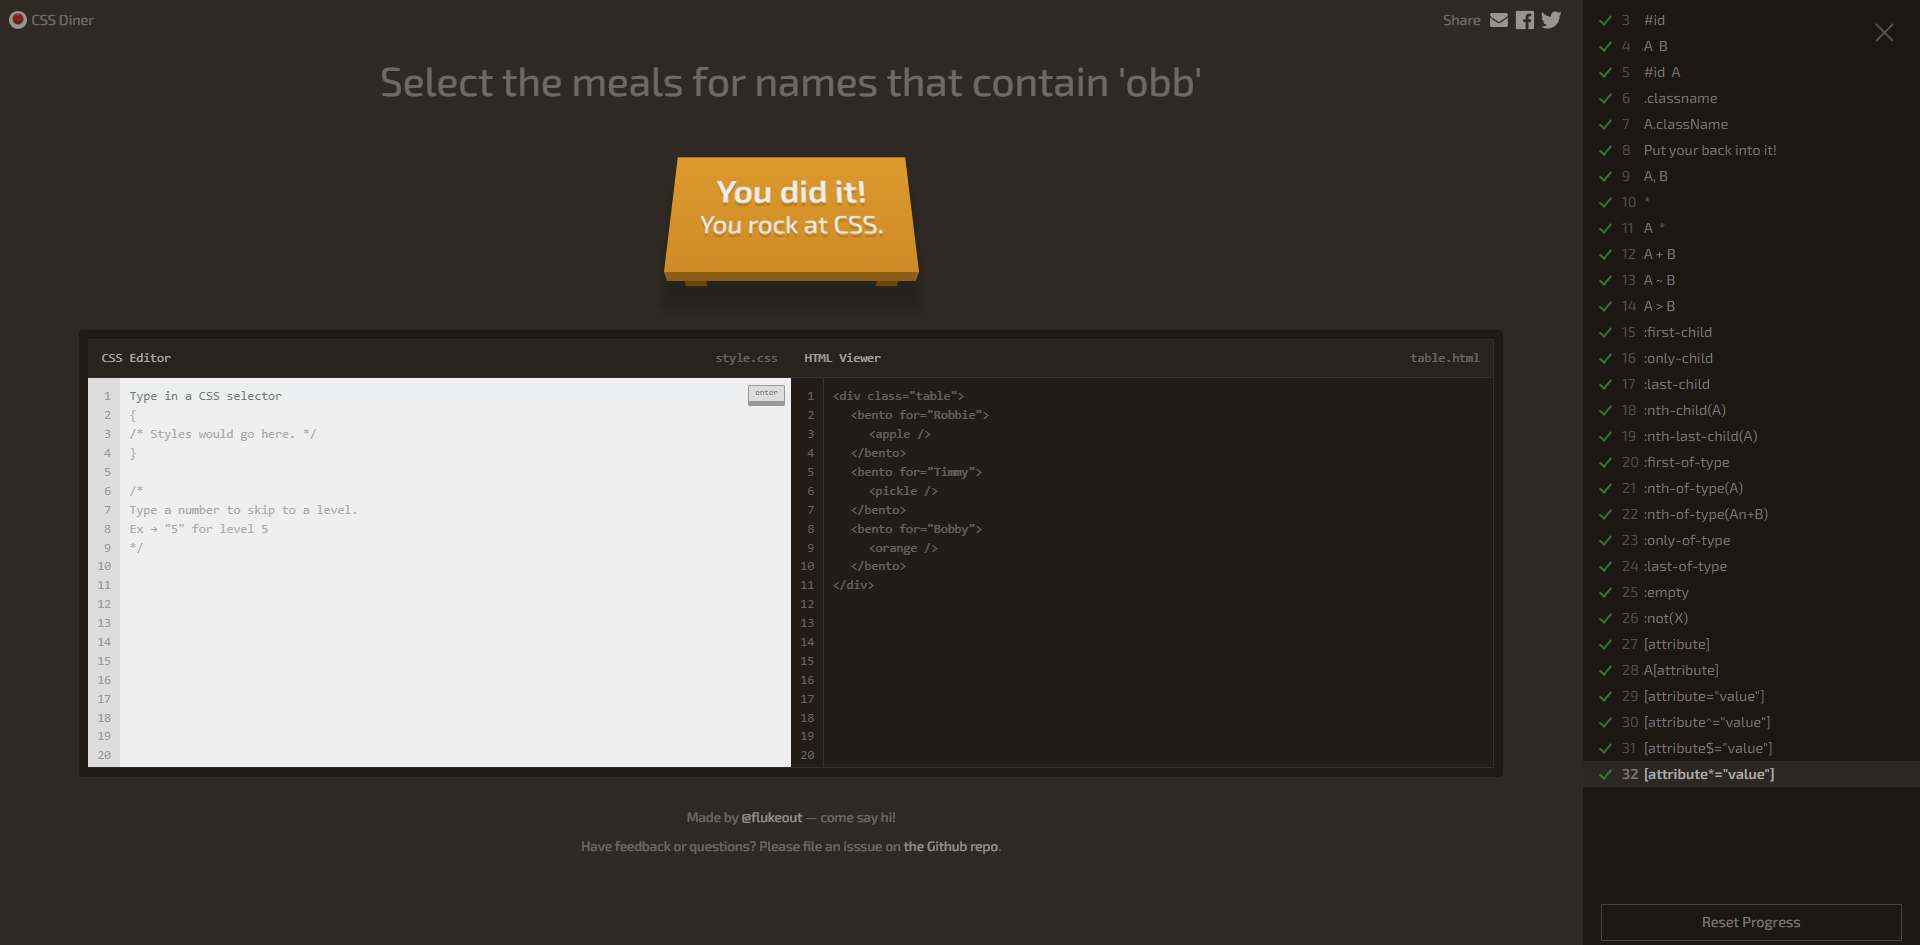 CSS Diner
Share
Select the meals for names that contain 'obb'
You did it!
You rock at CSS.
CSS Editor
style.css
1 Type in a CSS selector
enter
2 {
3 /* Styles would go here. */
4 }
5
6 /*
7 Type a number to skip to a level.
8 Ex → "5" for level 5
9 */
10
11
12
13
14
15
16
17
18
19
20
HTML Viewer
table.html
1 <div class="table">
2 <bento for="Robbie">
3 <apple />
4 </bento>
5 <bento for="Timmy">
6 <pickle />
7 </bento>
8 <bento for="Bobby">
9 <orange />
10 </bento>
11 </div>
12
13
14
15
16
17
18
19
20
Made by @flukeout — come say hi!
Have feedback or questions? Please file an isssue on the Github repo.
3 #id
4 A B
5 #id A
6 .classname
7 A.className
8 Put your back into it!
9 A, B
10 *
11 A *
12 A + B
13 A ~ B
14 A > B
15 :first-child
16 :only-child
17 :last-child
18 :nth-child(A)
19 :nth-last-child(A)
20 :first-of-type
21 :nth-of-type(A)
22 :nth-of-type(An+B)
23 :only-of-type
24 :last-of-type
25 :empty
26 :not(X)
27 [attribute]
28 A[attribute]
29 [attribute="value"]
30 [attribute^="value"]
31 [attribute$="value"]
32 [attribute*="value"]
Reset Progress